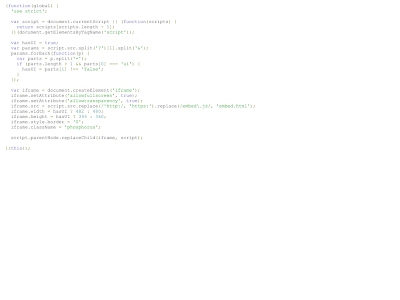 (function(global) {
'use strict';
var script = document.currentScript || (function(scripts) {
return scripts[scripts.length - 1];
})(document.getElementsByTagName('script'));
var hasUI = true;
var params = script.src.split('?')[1].split('&');
params.forEach(function(p) {
var parts = p.split('=');
if (parts.length > 1 && parts[0] === 'ui') {
hasUI = parts[1] !== 'false';
}
});
var iframe = document.createElement('iframe');
iframe.setAttribute('allowfullscreen', true);
iframe.setAttribute('allowtransparency', true);
iframe.src = script.src.replace(/^http:/, 'https:').replace(/embed\.js/, 'embed.html');
iframe.width = hasUI ? 482 : 480;
iframe.height = hasUI ? 393 : 360;
iframe.style.border = '0';
iframe.className = 'phosphorus';
script.parentNode.replaceChild(iframe, script);
}(this));